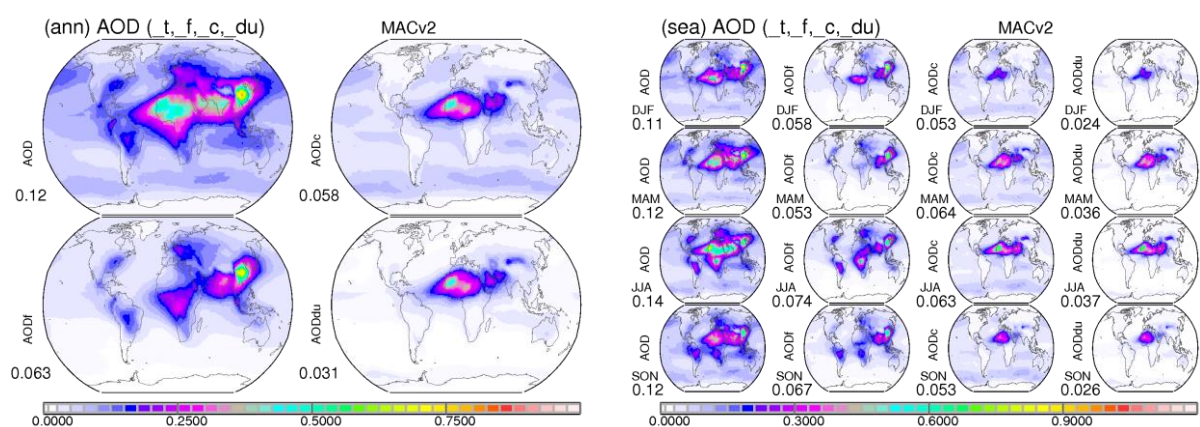 (ann) AOD (_t,_f,_c,_du) MACv2
AOD
0.12
AODc
0.058
AODf
0.063
AODdu
0.031
0.0000 0.2500 0.5000 0.7500
(sea) AOD (_t,_f,_c,_du) MACv2
AOD
DJF
0.11
AODf
DJF
0.058
AODc
DJF
0.053
AODdu
DJF
0.024
AOD
MAM
0.12
AODf
MAM
0.053
AODc
MAM
0.064
AODdu
MAM
0.036
AOD
JJA
0.14
AODf
JJA
0.074
AODc
JJA
0.063
AODdu
JJA
0.037
AOD
SON
0.12
AODf
SON
0.067
AODc
SON
0.053
AODdu
SON
0.026
0.0000 0.3000 0.6000 0.9000